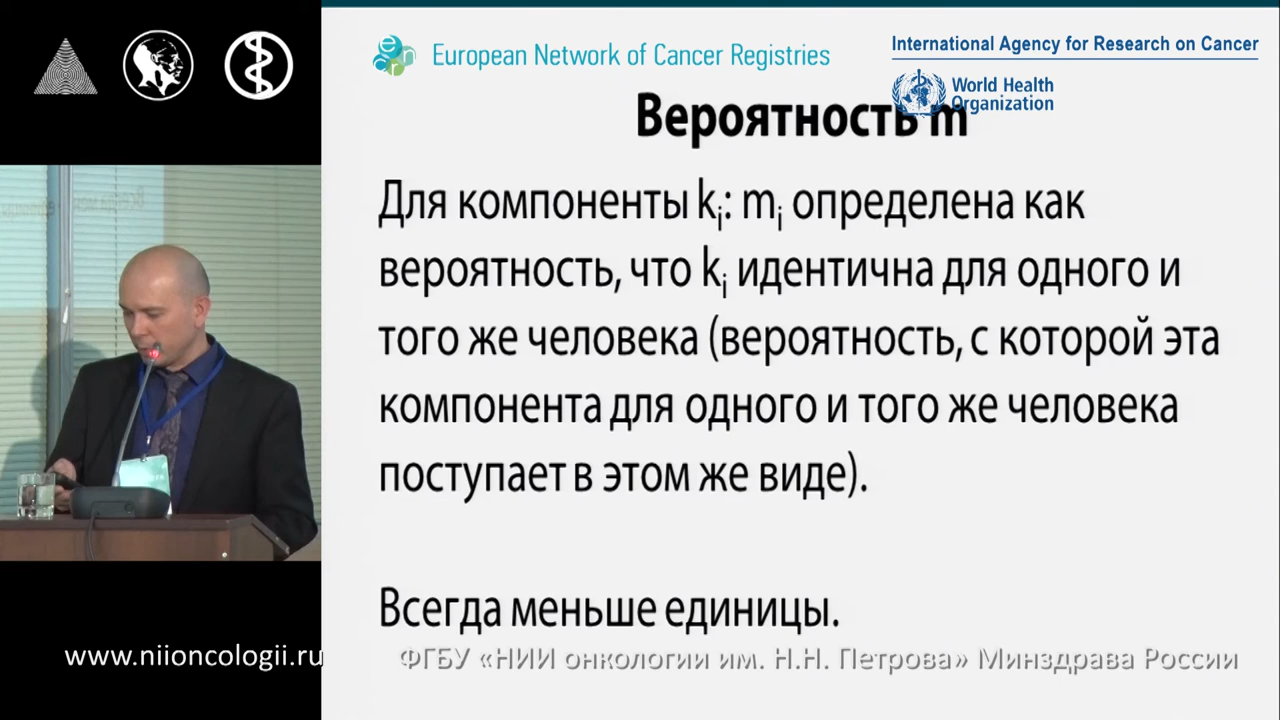 European Network of Cancer Registries
International Agency for Research on Cancer
World Health
Organization
Вероятность m
Для компоненты ki: mi определена как
вероятность, что ki идентична для одного и
того же человека (вероятность, с которой эта
компонента для одного и того же человека
поступает в этом же виде).
Всегда меньше единицы.
www.niioncologii.ru
ФГБУ «НИИ онкологии им. Н.Н. Петрова» Минздрава России